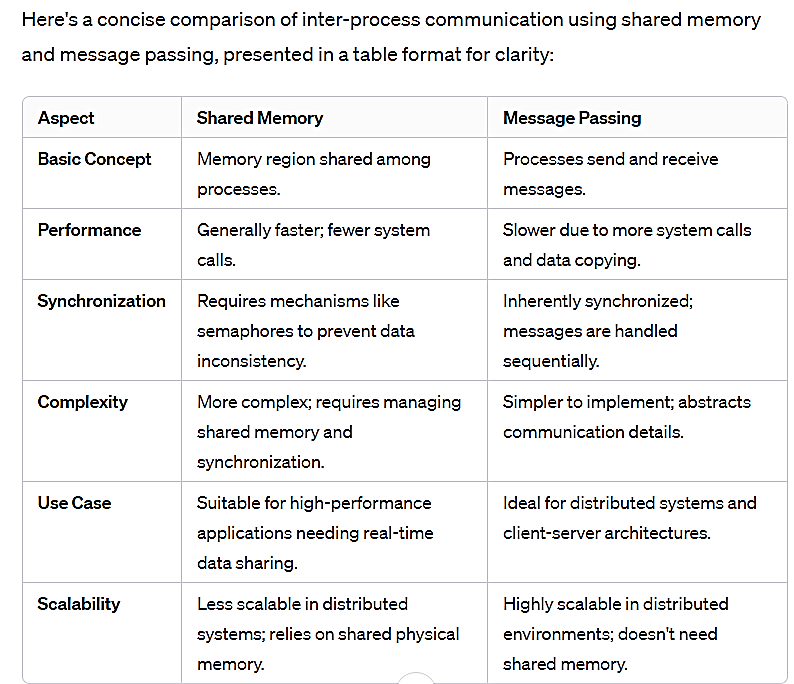 Here's a concise comparison of inter-process communication using shared memory
and message passing, presented in a table format for clarity:
Aspect Shared Memory Message Passing
Basic Concept Memory region shared among Processes send and receive
processes. messages.
Performance Generally faster; fewer system Slower due to more system calls
calls. and data copying.
Synchronization Requires mechanisms like Inherently synchronized;
semaphores to prevent data messages are handled
inconsistency. sequentially.
Complexity More complex; requires managing Simpler to implement; abstracts
shared memory and communication details.
synchronization.
Use Case Suitable for high-performance Ideal for distributed systems and
applications needing real-time client-server architectures.
data sharing.
Scalability Less scalable in distributed Highly scalable in distributed
systems; relies on shared physical environments; doesn't need
memory. shared memory.